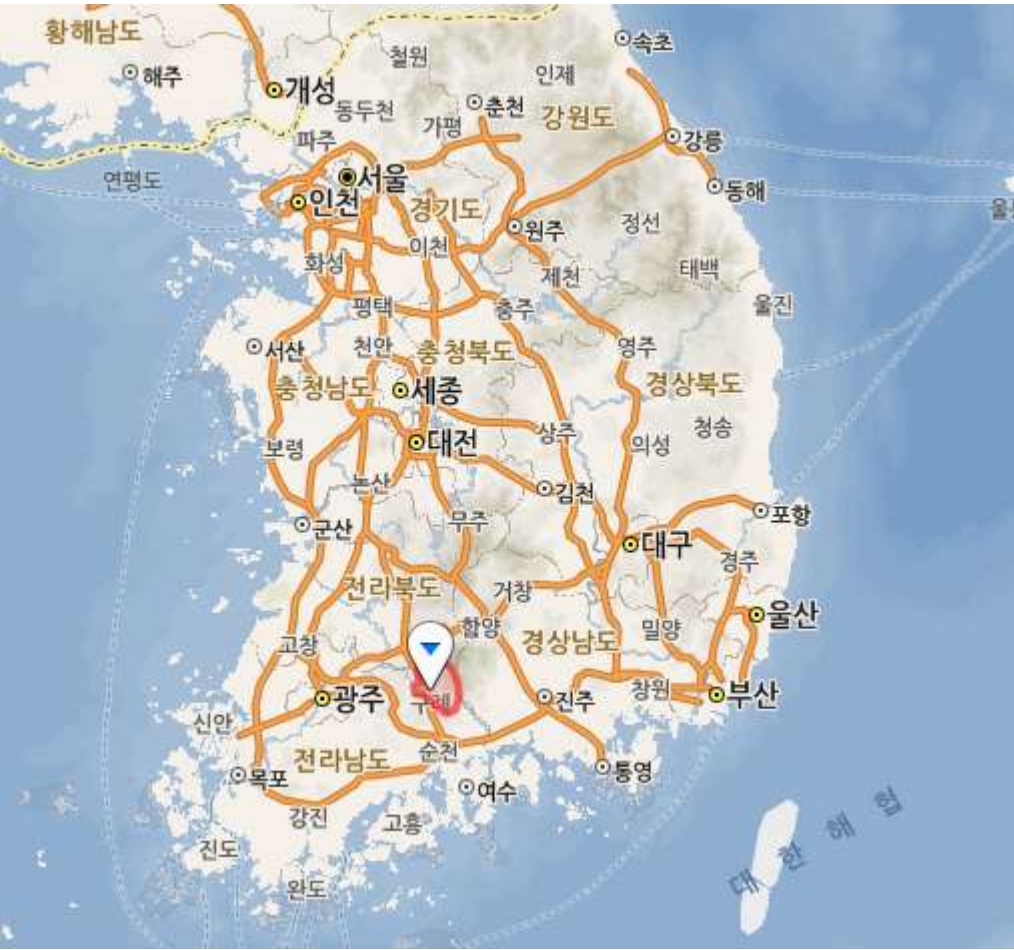 황해남도
속초
철원
해주
인제
개성
춘천
동두천
강원도
가평
파주
강릉
연평도
서울
동해
인천
경기도
울
원주
정선
이천
화성
태백
제천
평택
충주
울진
서산
천안
충청북도
영주
충청남도
세종
경상북도
청송
상주
대전
의성
보령
논산
김천
군산
무주
포항
대구
경주
전라북도
거창
울산
함양
밀양
고창
경상남도
구례
창원
광주
진주
부산
신안
순천
전라남도
목포
통영
여수
강진
고흥
대한해협
진도
완도